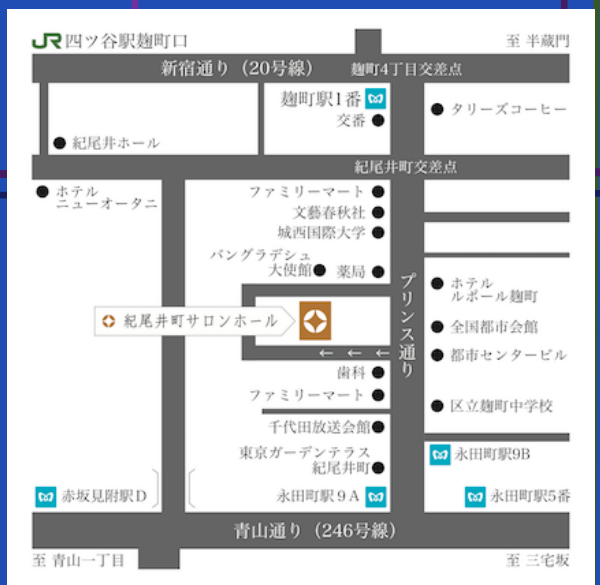 JR四ツ谷駅麹町口
至 半蔵門
新宿通り（20号線）
麹町4丁目交差点
麹町駅1番
交番
タリーズコーヒー
紀尾井ホール
紀尾井町交差点
ホテル
ニューオータニ
ファミリーマート
文藝春秋社
城西国際大学
バングラデシュ
大使館
薬局
プリンス通り
ホテル
ルポール麹町
紀尾井町サロンホール
全国都市会館
← ← ←
都市センタービル
歯科
ファミリーマート
区立麹町中学校
千代田放送会館
東京ガーデンテラス
紀尾井町
永田町駅9B
赤坂見附駅D
永田町駅9A
永田町駅5番
青山通り（246号線）
至 青山一丁目
至 三宅坂